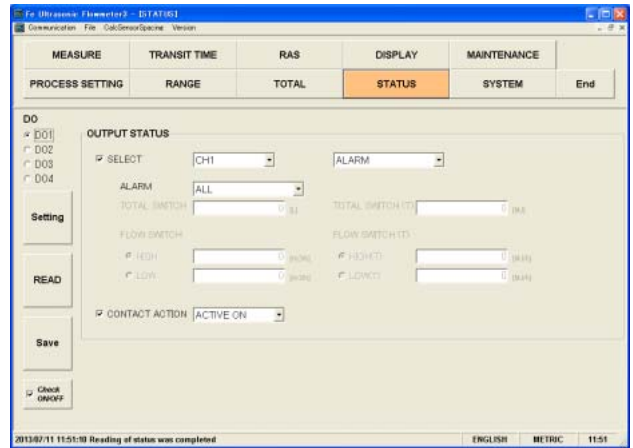 Fe Ultrasonic Flowmeter3 - [STATUS]
Communication File CalcSensorSpacing Version
MEASURE TRANSIT TIME RAS DISPLAY MAINTENANCE
PROCESS SETTING RANGE TOTAL STATUS SYSTEM End
DO
DO1
DO2
DO3
DO4
OUTPUT STATUS
SELECT CH1 ALARM
ALARM ALL
TOTAL SWITCH 0 TOTAL SWITCH(T) 0
FLOW SWITCH FLOW SWITCH(T)
HIGH 0 HIGH(T) 0
LOW 0 LOW(T) 0
CONTACT ACTION ACTIVE ON
Setting
READ
Save
Check ON/OFF
2013/07/11 11:51:10 Reading of status was completed ENGLISH METRIC 11:51